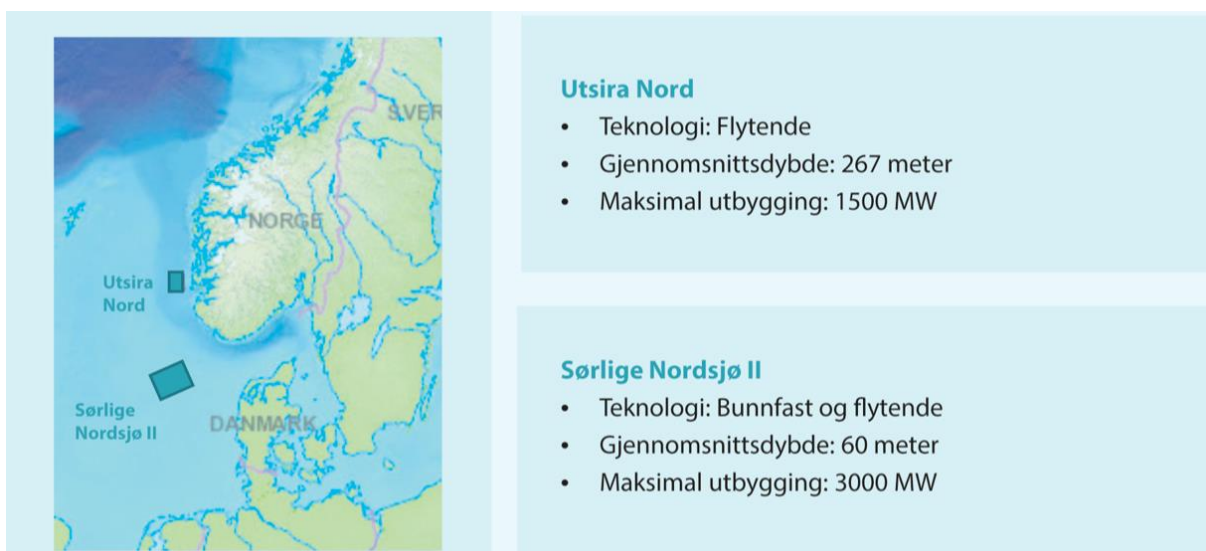 SVER
NORGE
Utsira
Nord
Sørlige
Nordsjø II
DANMARK
Utsira Nord
• Teknologi: Flytende
• Gjennomsnittsdybde: 267 meter
• Maksimal utbygging: 1500 MW
Sørlige Nordsjø II
• Teknologi: Bunnfast og flytende
• Gjennomsnittsdybde: 60 meter
• Maksimal utbygging: 3000 MW